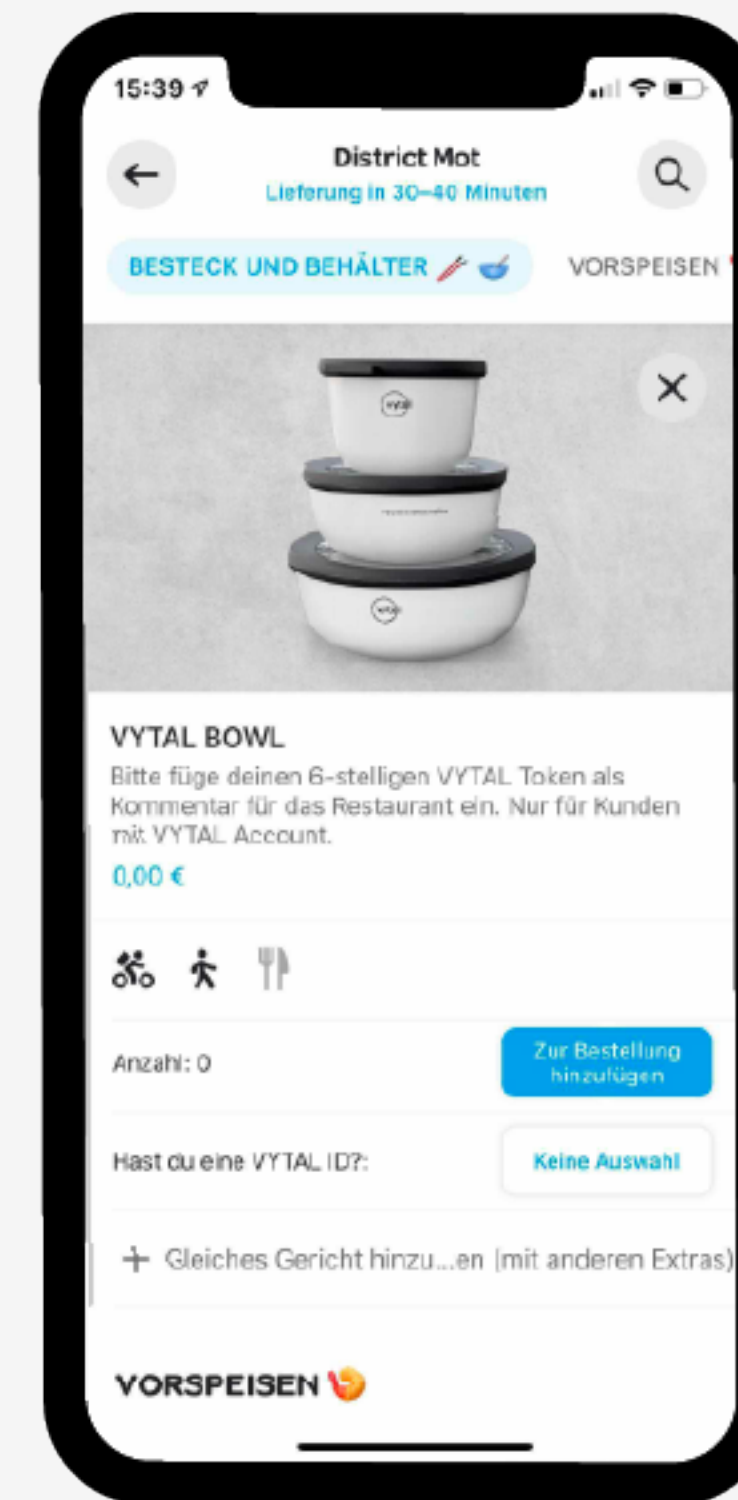 15:39
District Mot
Lieferung in 30–40 Minuten
BESTECK UND BEHÄLTER
VORSPEISEN
vytal
vytal
VYTAL BOWL
Bitte füge deinen 6-stelligen VYTAL Token als
Kommentar für das Restaurant ein. Nur für Kunden
mit VYTAL Account.
0,00 €
Anzahl: 0
Zur Bestellung
hinzufügen
Hast du eine VYTAL ID?:
Keine Auswahl
+ Gleiches Gericht hinzu...en (mit anderen Extras)
VORSPEISEN